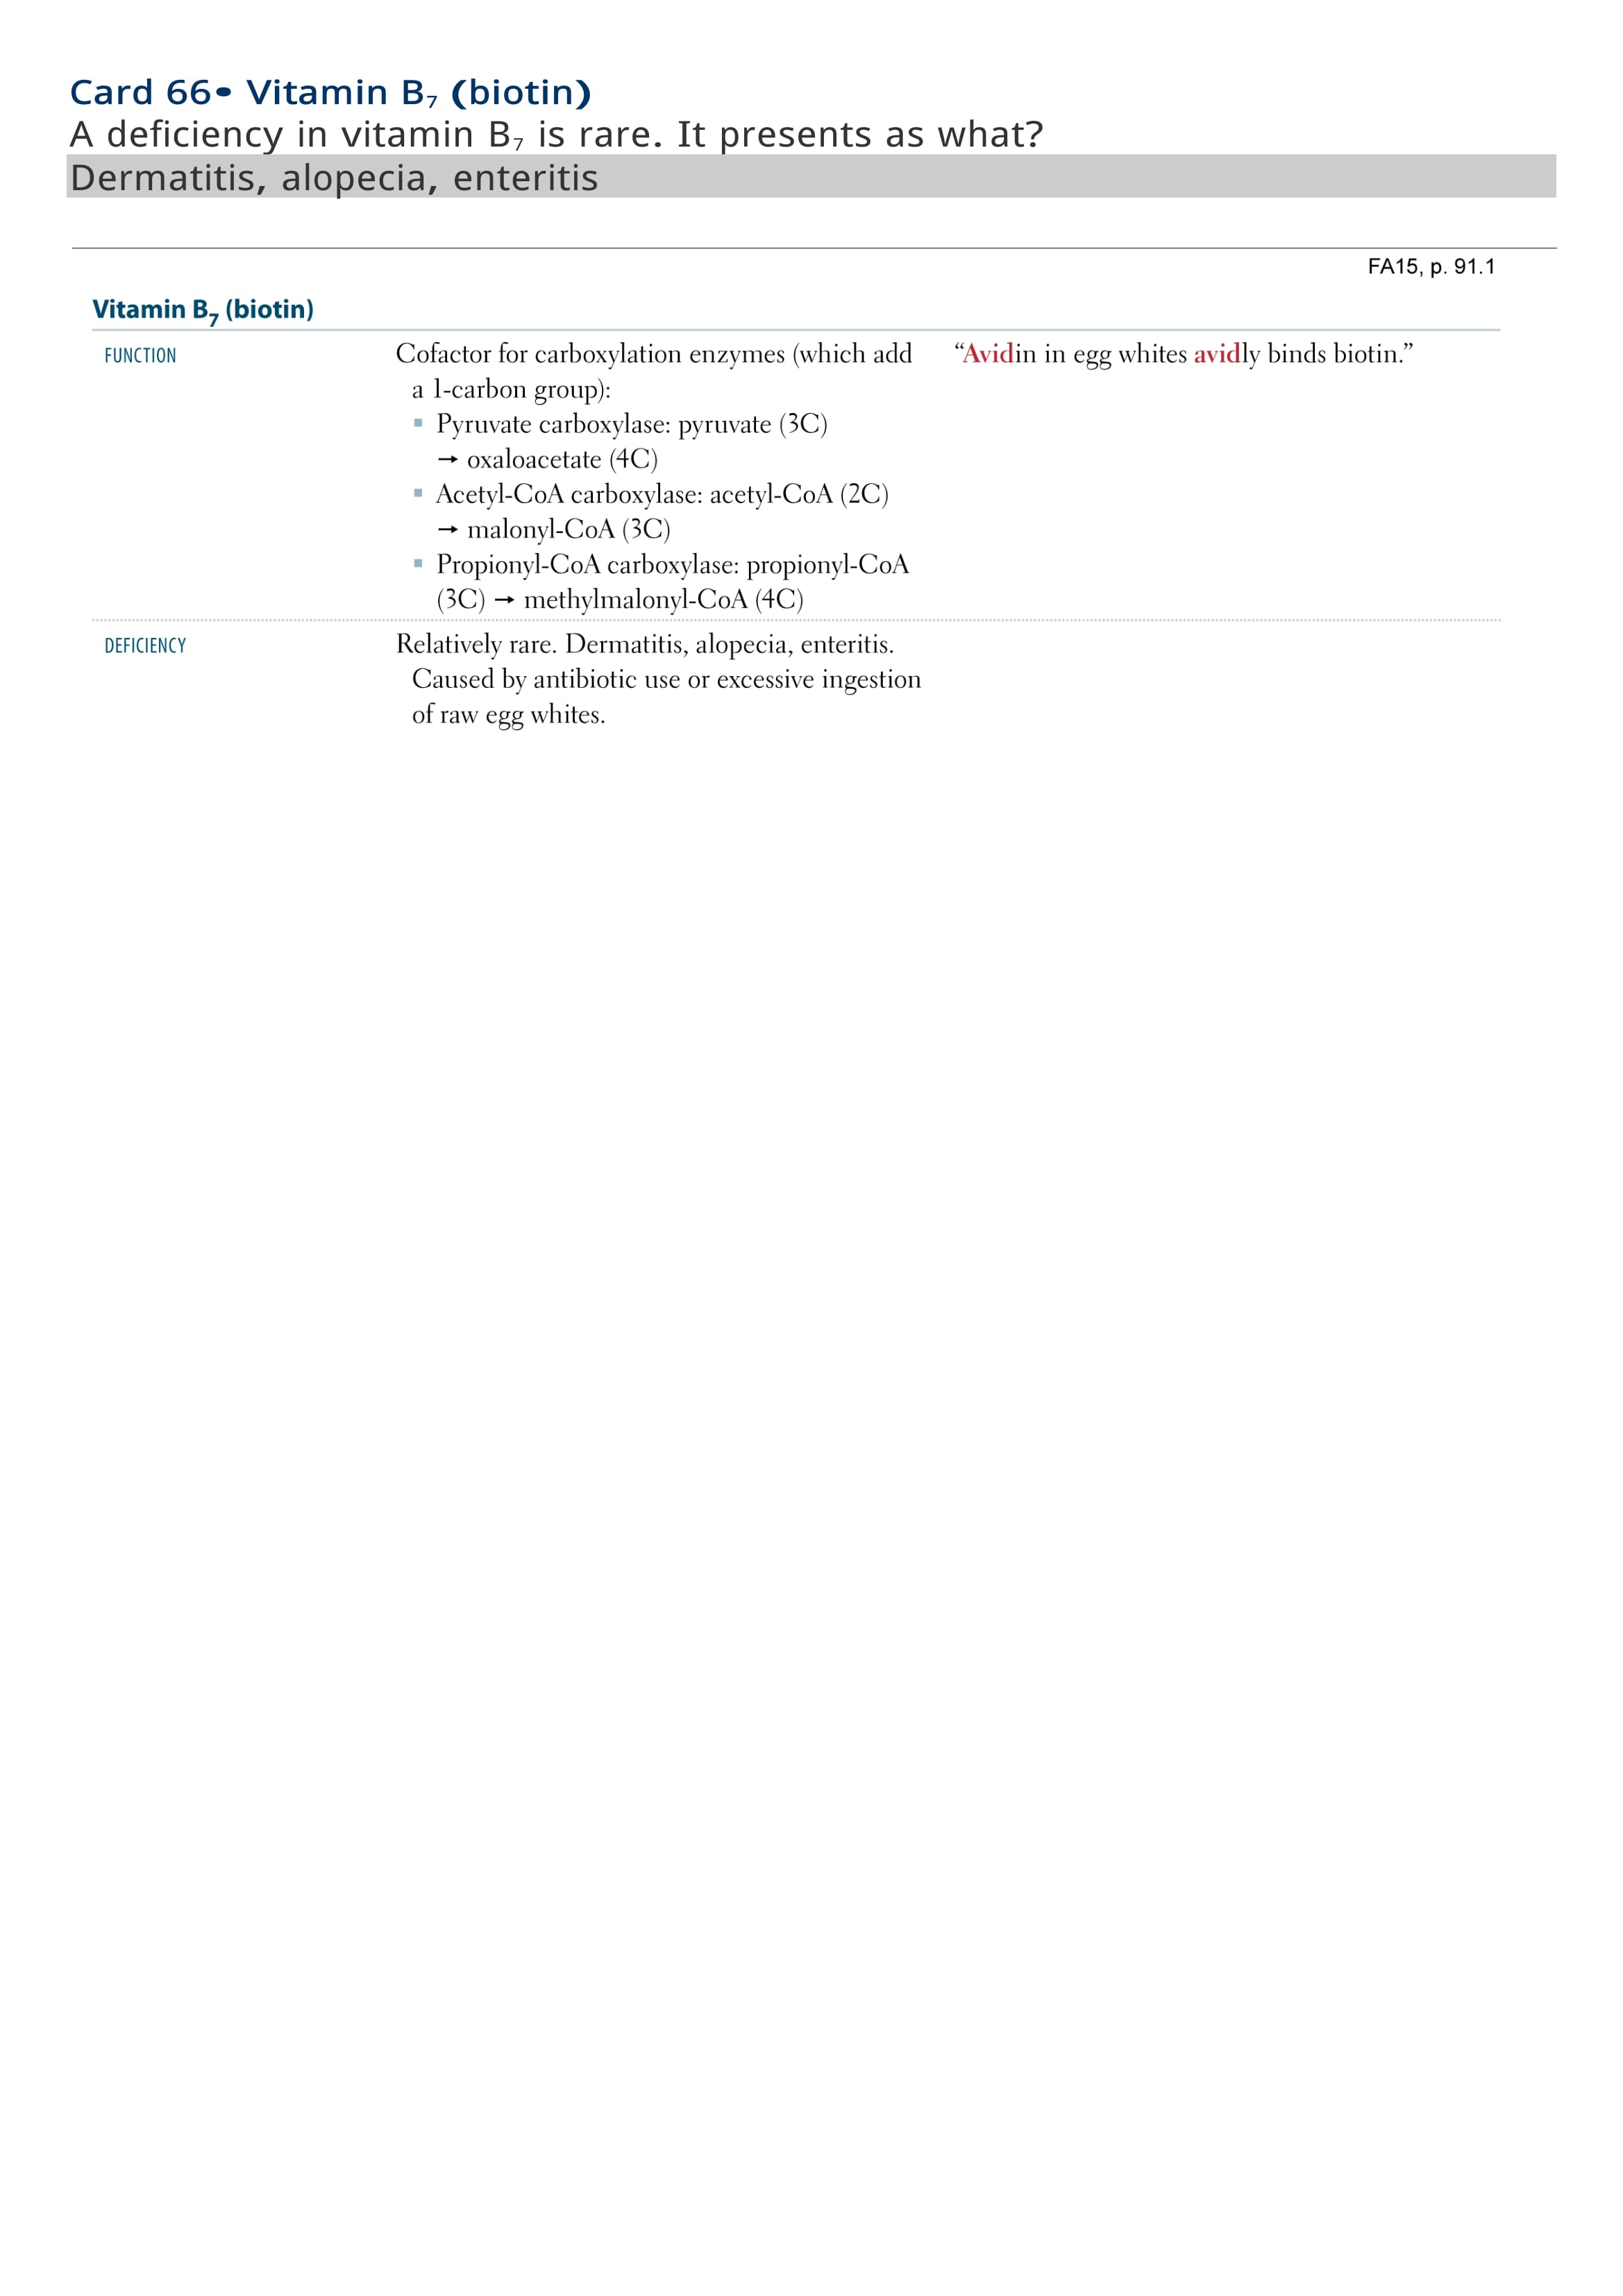 Card 66• Vitamin B₇ (biotin)
A deficiency in vitamin B₇ is rare. It presents as what?
Dermatitis, alopecia, enteritis
FA15, p. 91.1
Vitamin B₇ (biotin)
FUNCTION
Cofactor for carboxylation enzymes (which add
a 1-carbon group):
▪ Pyruvate carboxylase: pyruvate (3C)
→ oxaloacetate (4C)
▪ Acetyl-CoA carboxylase: acetyl-CoA (2C)
→ malonyl-CoA (3C)
▪ Propionyl-CoA carboxylase: propionyl-CoA
(3C) → methylmalonyl-CoA (4C)
“Avidin in egg whites avidly binds biotin.”
DEFICIENCY
Relatively rare. Dermatitis, alopecia, enteritis.
Caused by antibiotic use or excessive ingestion
of raw egg whites.